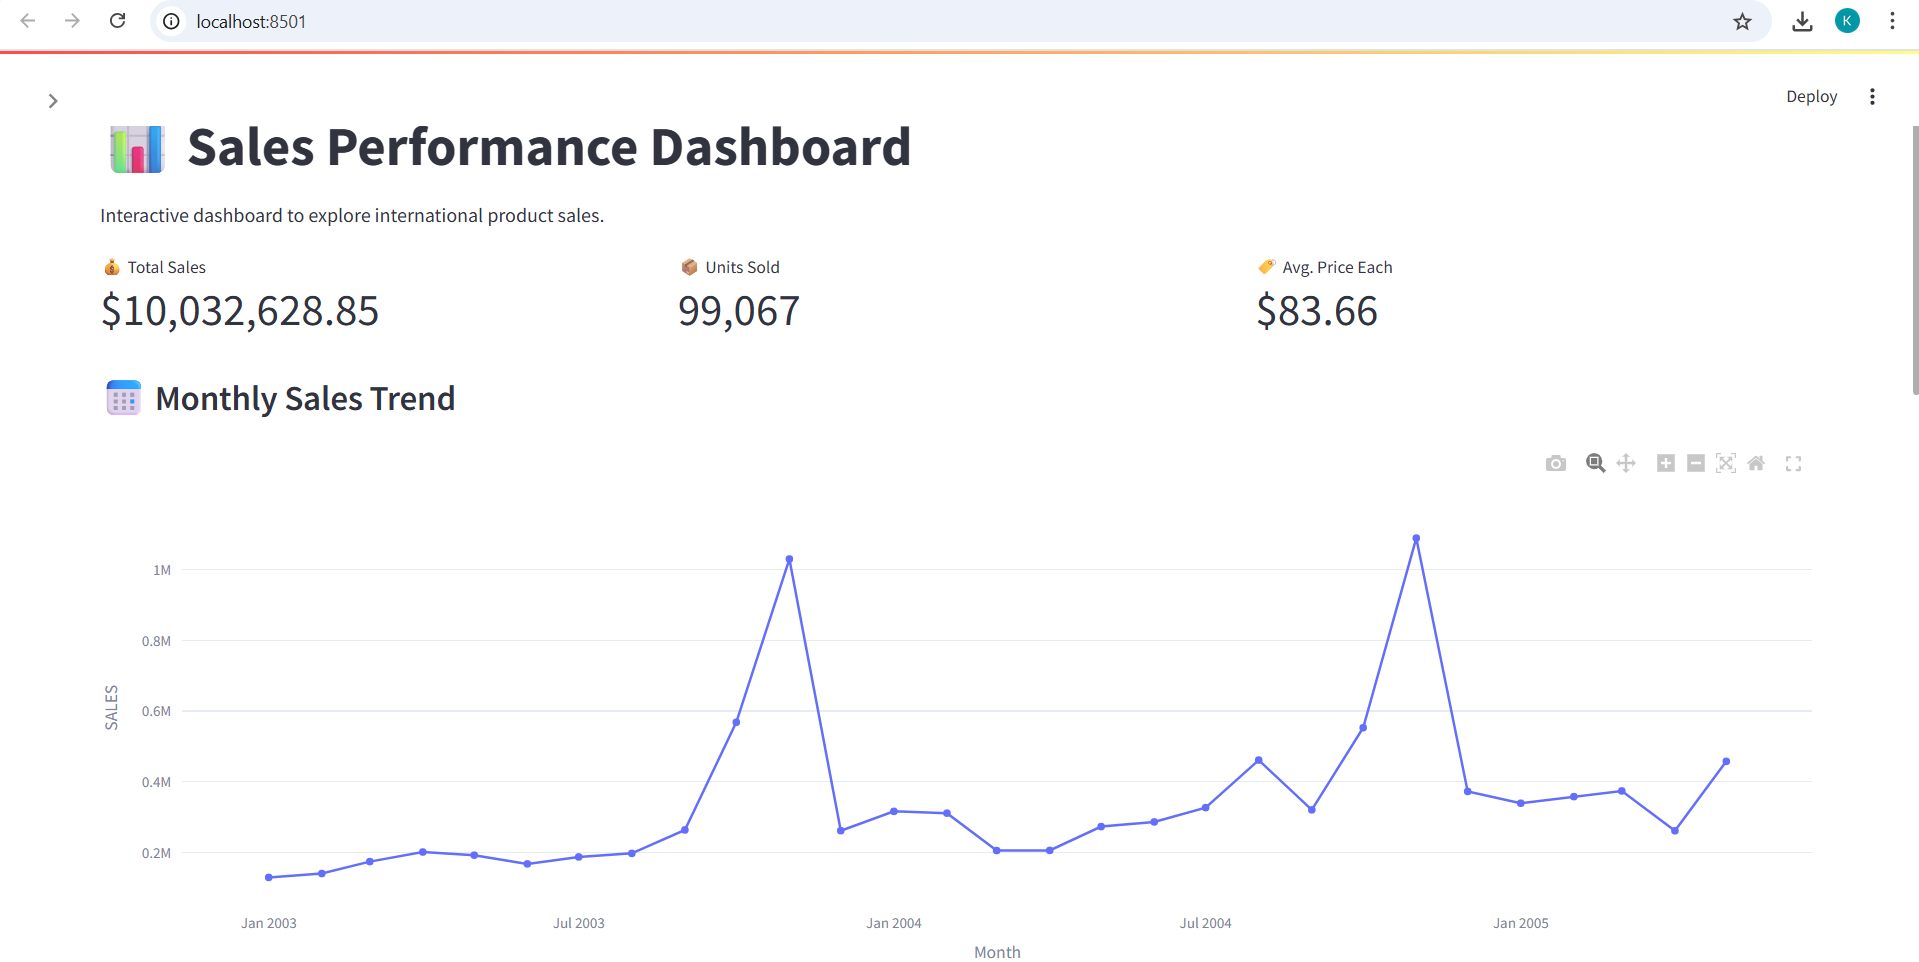 localhost:8501
K
Deploy
Sales Performance Dashboard
Interactive dashboard to explore international product sales.
Total Sales
$10,032,628.85
Units Sold
99,067
Avg. Price Each
$83.66
Monthly Sales Trend
1M
0.8M
0.6M
0.4M
0.2M
SALES
Jan 2003
Jul 2003
Jan 2004
Jul 2004
Jan 2005
Month